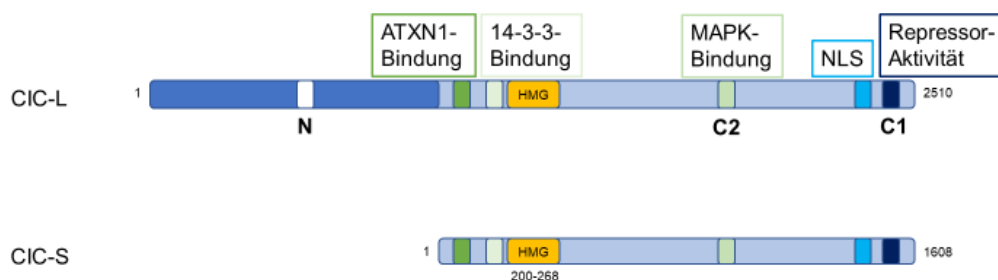 ATXN1-
Bindung
14-3-3-
Bindung
MAPK-
Bindung
NLS
Repressor-
Aktivität
CIC-L
1
HMG
2510
N
C2
C1
CIC-S
1
HMG
1608
200-268